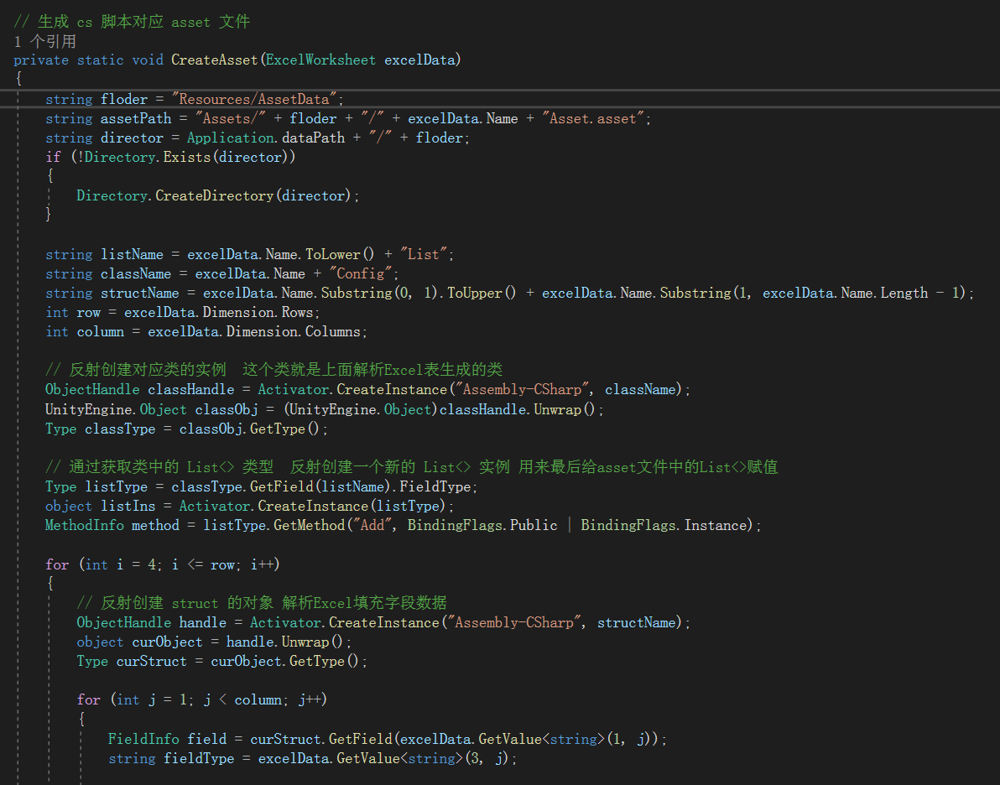 // 生成 cs 脚本对应 asset 文件
1 个引用
private static void CreateAsset(ExcelWorksheet excelData)
{
string floder = "Resources/AssetData";
string assetPath = "Assets/" + floder + "/" + excelData.Name + "Asset.asset";
string director = Application.dataPath + "/" + floder;
if (!Directory.Exists(director))
{
Directory.CreateDirectory(director);
}
string listName = excelData.Name.ToLower() + "List";
string className = excelData.Name + "Config";
string structName = excelData.Name.Substring(0, 1).ToUpper() + excelData.Name.Substring(1, excelData.Name.Length - 1);
int row = excelData.Dimension.Rows;
int column = excelData.Dimension.Columns;
// 反射创建对应类的实例  这个类就是上面解析Excel表生成的类
ObjectHandle classHandle = Activator.CreateInstance("Assembly-CSharp", className);
UnityEngine.Object classObj = (UnityEngine.Object)classHandle.Unwrap();
Type classType = classObj.GetType();
// 通过获取类中的 List<> 类型  反射创建一个新的 List<> 实例 用来最后给asset文件中的List<>赋值
Type listType = classType.GetField(listName).FieldType;
object listIns = Activator.CreateInstance(listType);
MethodInfo method = listType.GetMethod("Add", BindingFlags.Public | BindingFlags.Instance);
for (int i = 4; i <= row; i++)
{
// 反射创建 struct 的对象 解析Excel填充字段数据
ObjectHandle handle = Activator.CreateInstance("Assembly-CSharp", structName);
object curObject = handle.Unwrap();
Type curStruct = curObject.GetType();
for (int j = 1; j < column; j++)
{
FieldInfo field = curStruct.GetField(excelData.GetValue<string>(1, j));
string fieldType = excelData.GetValue<string>(3, j);